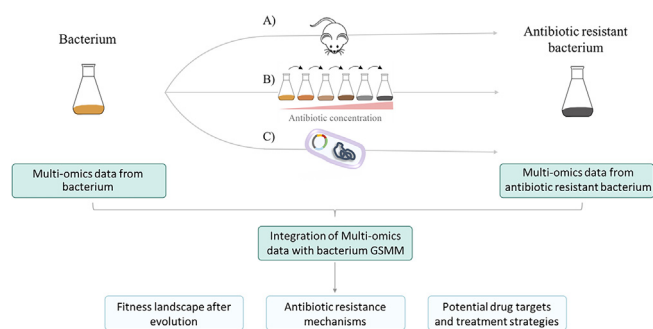 A)
Bacterium
Antibiotic resistant
bacterium
B)
Antibiotic concentration
C)
Multi-omics data from
bacterium
Multi-omics data from
antibiotic resistant bacterium
Integration of Multi-omics
data with bacterium GSMM
Fitness landscape after
evolution
Antibiotic resistance
mechanisms
Potential drug targets
and treatment strategies